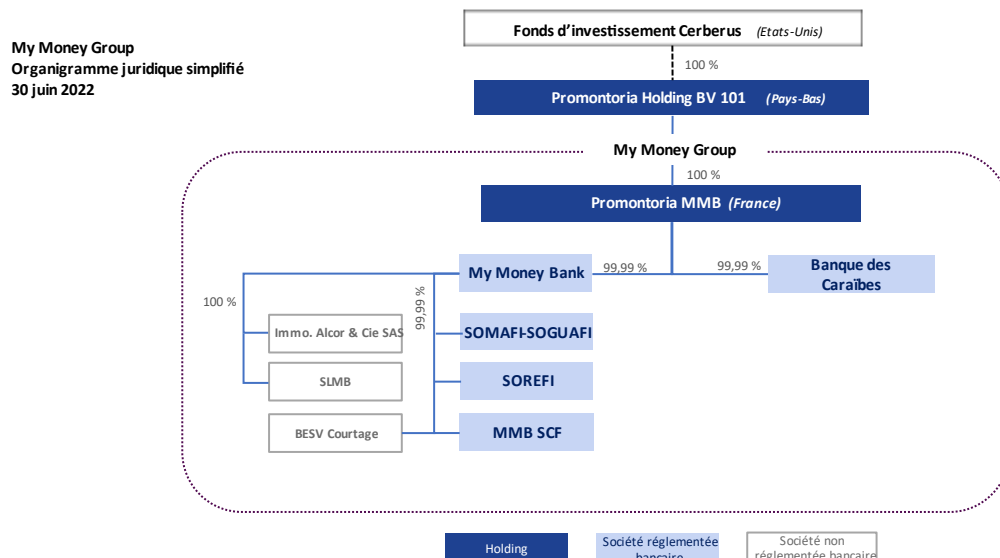 My Money Group
Organigramme juridique simplifié
30 juin 2022
Fonds d'investissement Cerberus (Etats-Unis)
100 %
Promontoria Holding BV 101 (Pays-Bas)
My Money Group
100 %
Promontoria MMB (France)
My Money Bank
99,99 %
99,99 %
Banque des
Caraïbes
100 %
99,99 %
Immo. Alcor & Cie SAS
SOMAFI-SOGUAFI
SLMB
SOREFI
BESV Courtage
MMB SCF
Holding
Société réglementée
bancaire
Société non
réglementée bancaire